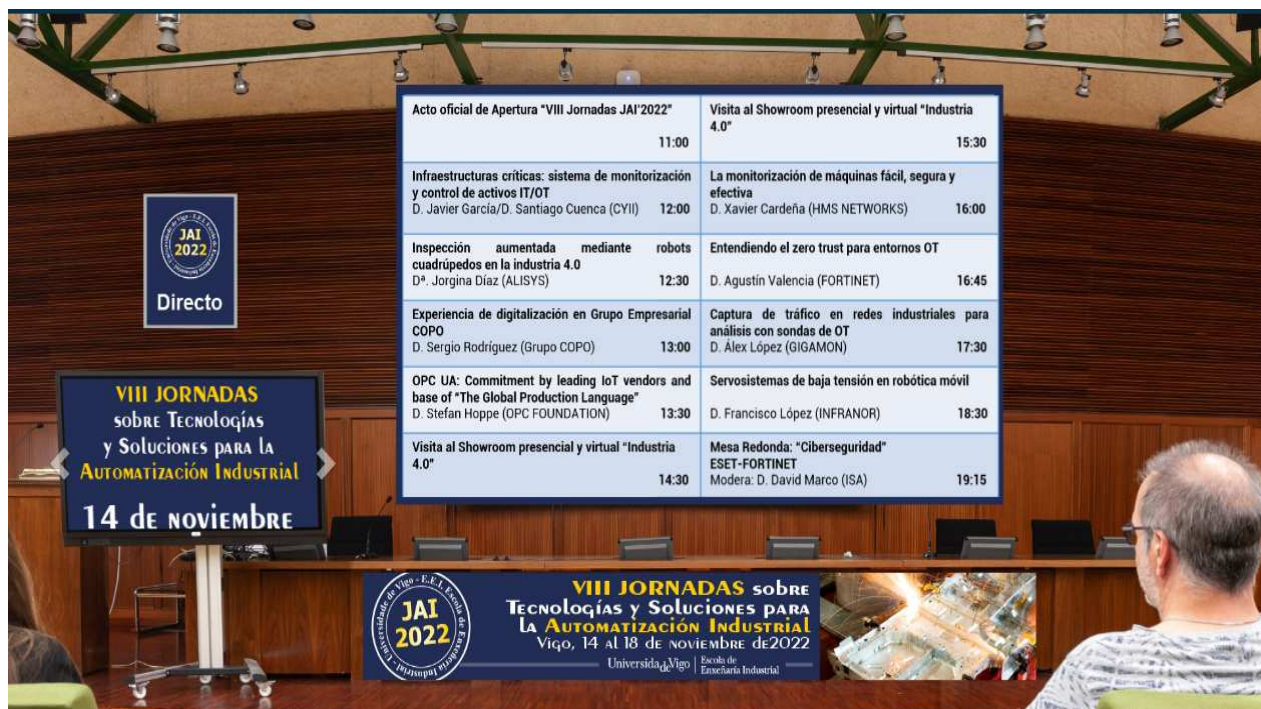 Acto oficial de Apertura “VIII Jornadas JAI’2022”
11:00
Infraestructuras críticas: sistema de monitorización
y control de activos IT/OT
D. Javier García/D. Santiago Cuenca (CYII) 12:00
Inspección aumentada mediante robots
cuadrúpedos en la industria 4.0
Dª. Jorgina Díaz (ALISYS) 12:30
Experiencia de digitalización en Grupo Empresarial
COPO
D. Sergio Rodríguez (Grupo COPO) 13:00
OPC UA: Commitment by leading IoT vendors and
base of “The Global Production Language”
D. Stefan Hoppe (OPC FOUNDATION) 13:30
Visita al Showroom presencial y virtual “Industria
4.0”
14:30
Visita al Showroom presencial y virtual “Industria
4.0”
15:30
La monitorización de máquinas fácil, segura y
efectiva
D. Xavier Cardeña (HMS NETWORKS) 16:00
Entendiendo el zero trust para entornos OT
D. Agustín Valencia (FORTINET) 16:45
Captura de tráfico en redes industriales para
análisis con sondas de OT
D. Álex López (GIGAMON) 17:30
Servosistemas de baja tensión en robótica móvil
D. Francisco López (INFRANOR) 18:30
Mesa Redonda: “Ciberseguridad”
ESET-FORTINET
Modera: D. David Marco (ISA) 19:15
JAI
2022
Directo
VIII JORNADAS
sobre Tecnologías
y Soluciones para la
Automatización Industrial
14 de noviembre
Universidade de Vigo - E.E.I. Escola de Enxeñería Industrial
JAI
2022
VIII JORNADAS sobre
Tecnologías y Soluciones para
la Automatización Industrial
Vigo, 14 al 18 de noviembre de2022
UniversidadeVigo
Escola de
Enxeñaría Industrial